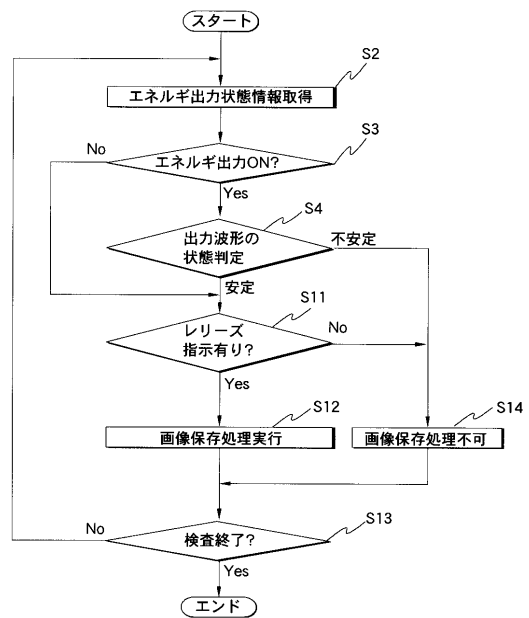 スタート
S2
エネルギ出力状態情報取得
S3
エネルギ出力ON?
No
Yes
S4
出力波形の
状態判定
不安定
安定
S11
レリーズ
指示有り?
No
Yes
S12
画像保存処理実行
S14
画像保存処理不可
S13
検査終了?
No
Yes
エンド